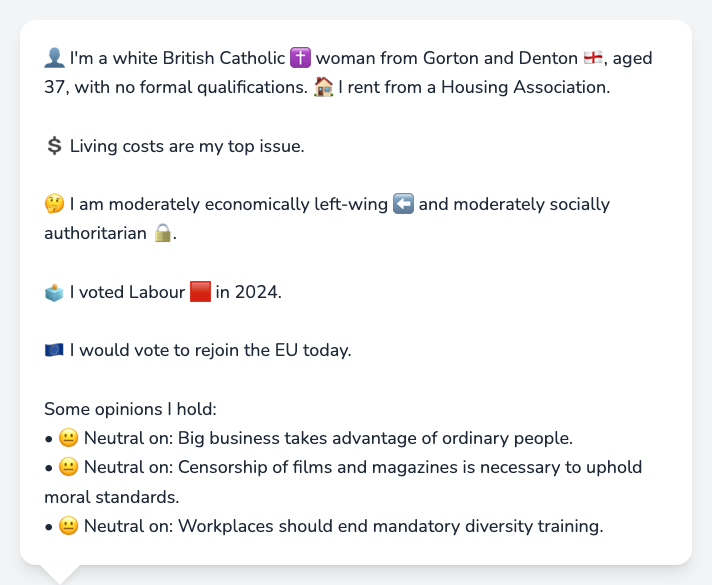 👤 I'm a white British Catholic ✝️ woman from Gorton and Denton 🏴󠁧󠁢󠁥󠁮󠁧󠁿, aged
37, with no formal qualifications. 🏠 I rent from a Housing Association.
💲 Living costs are my top issue.
🤔 I am moderately economically left-wing ⬅️ and moderately socially
authoritarian 🔒.
🗳️ I voted Labour 🟥 in 2024.
🇪🇺 I would vote to rejoin the EU today.
Some opinions I hold:
• 😐 Neutral on: Big business takes advantage of ordinary people.
• 😐 Neutral on: Censorship of films and magazines is necessary to uphold
moral standards.
• 😐 Neutral on: Workplaces should end mandatory diversity training.